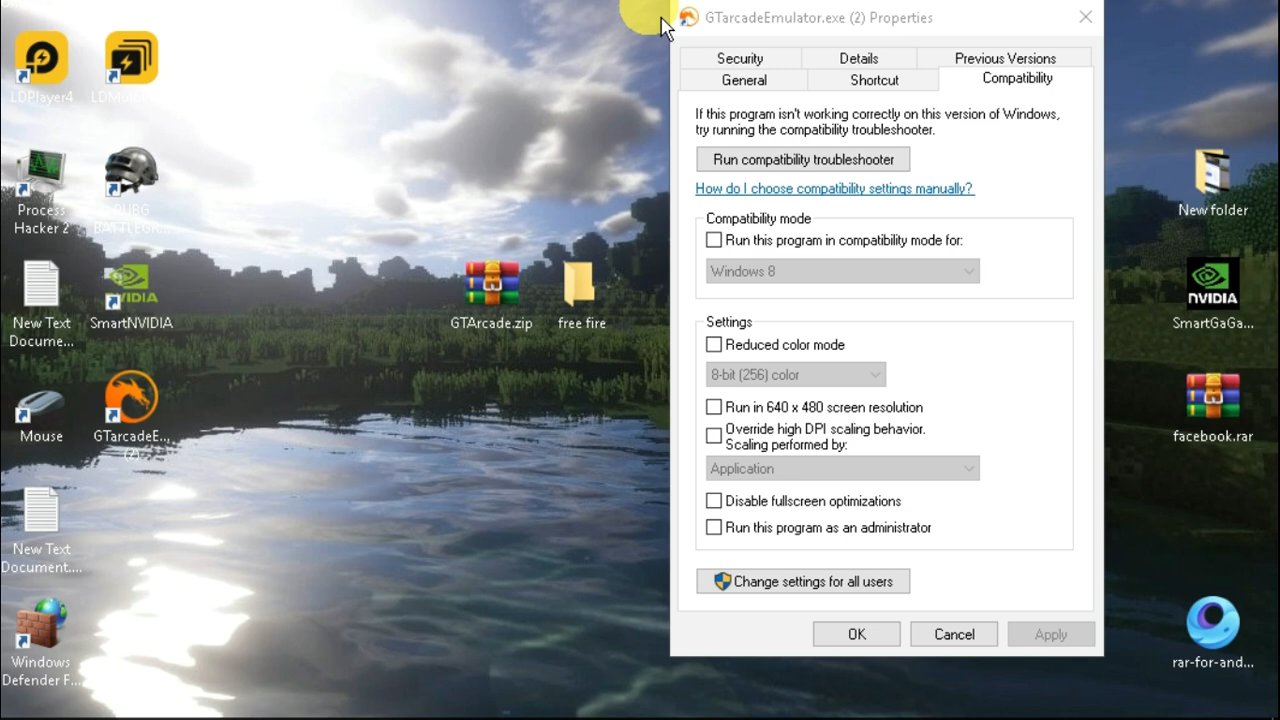 GTarcadeEmulator.exe (2) Properties
Security
Details
Previous Versions
General
Shortcut
Compatibility
If this program isn't working correctly on this version of Windows,
try running the compatibility troubleshooter.
Run compatibility troubleshooter
How do I choose compatibility settings manually?
Compatibility mode
Run this program in compatibility mode for:
Windows 8
Settings
Reduced color mode
8-bit (256) color
Run in 640 x 480 screen resolution
Override high DPI scaling behavior.
Scaling performed by:
Application
Disable fullscreen optimizations
Run this program as an administrator
Change settings for all users
OK
Cancel
Apply
LDPlayer4
Process
Hacker 2
PUBG
New Text
Docume...
NVIDIA
SmartNVIDIA
Mouse
GTarcadeE...
(2)
New Text
Document....
Windows
Defender F...
GTArcade.zip
free fire
New folder
NVIDIA
SmartGaGa...
facebook.rar
rar-for-and...